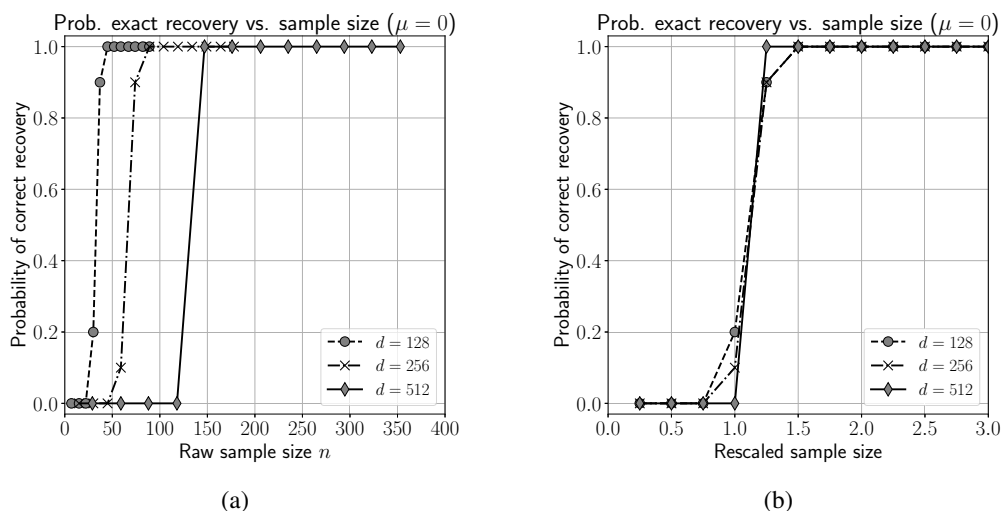 Prob. exact recovery vs. sample size (μ = 0)
Probability of correct recovery
1.0
0.8
0.6
0.4
0.2
0.0
0 50 100 150 200 250 300 350 400
Raw sample size n
d = 128
d = 256
d = 512
(a)
Prob. exact recovery vs. sample size (μ = 0)
Probability of correct recovery
1.0
0.8
0.6
0.4
0.2
0.0
0.0 0.5 1.0 1.5 2.0 2.5 3.0
Rescaled sample size
d = 128
d = 256
d = 512
(b)